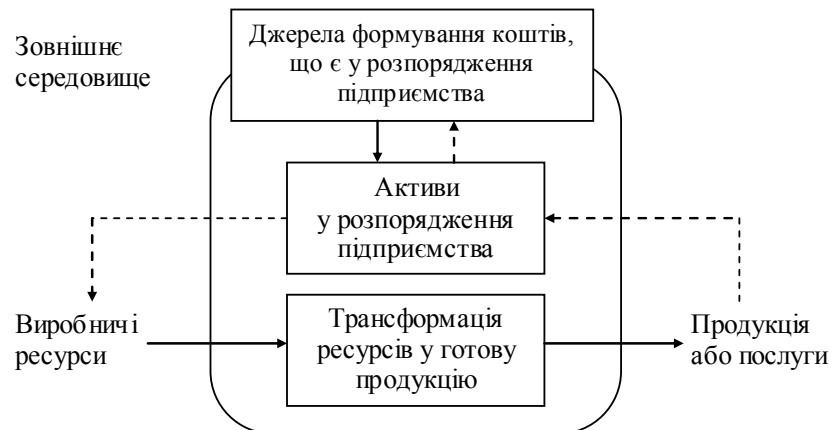 Зовнішнє
середовище
Джерела формування коштів,
що є у розпорядження
підприємства
Активи
у розпорядження
підприємства
Виробничі
ресурси
Трансформація
ресурсів у готову
продукцію
Продукція
або послуги